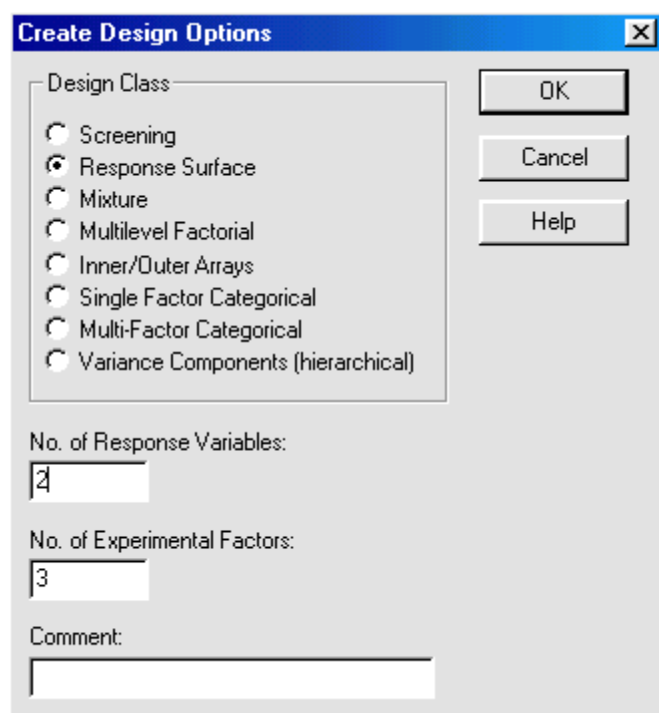 Create Design Options
Design Class
Screening
Response Surface
Mixture
Multilevel Factorial
Inner/Outer Arrays
Single Factor Categorical
Multi-Factor Categorical
Variance Components (hierarchical)
OK
Cancel
Help
No. of Response Variables:
2
No. of Experimental Factors:
3
Comment: